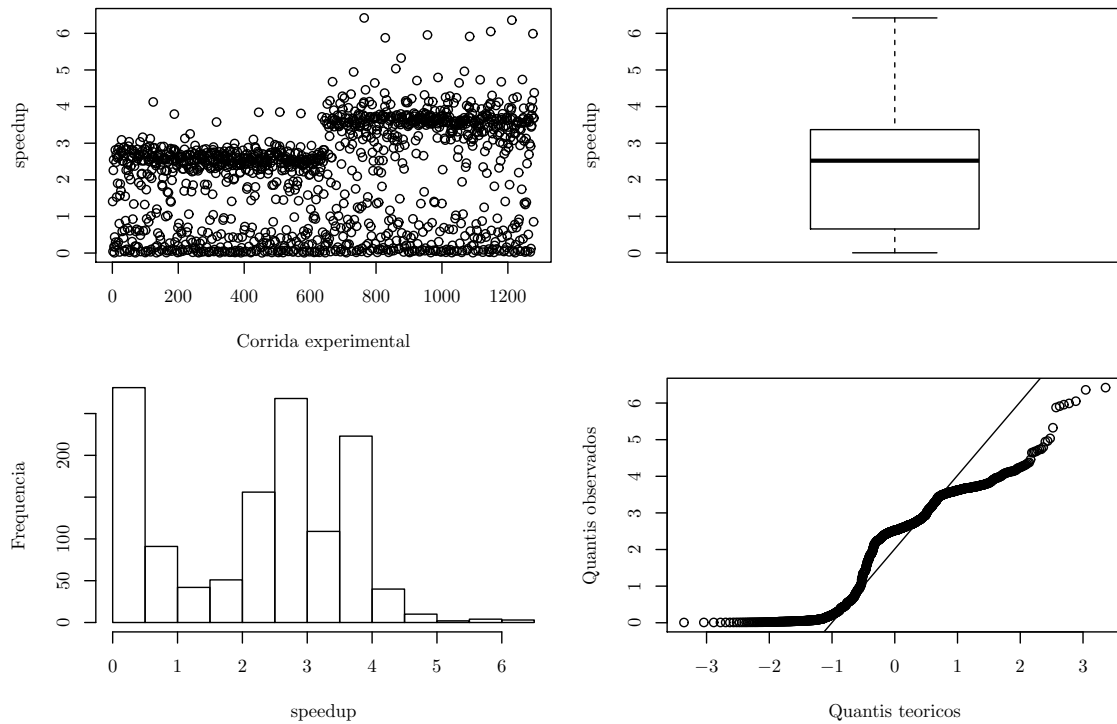 speedup
0 1 2 3 4 5 6
0 200 400 600 800 1000 1200
Corrida experimental
speedup
0 1 2 3 4 5 6
Frequencia
0 50 100 200
0 1 2 3 4 5 6
speedup
Quantis observados
0 1 2 3 4 5 6
−3 −2 −1 0 1 2 3
Quantis teoricos